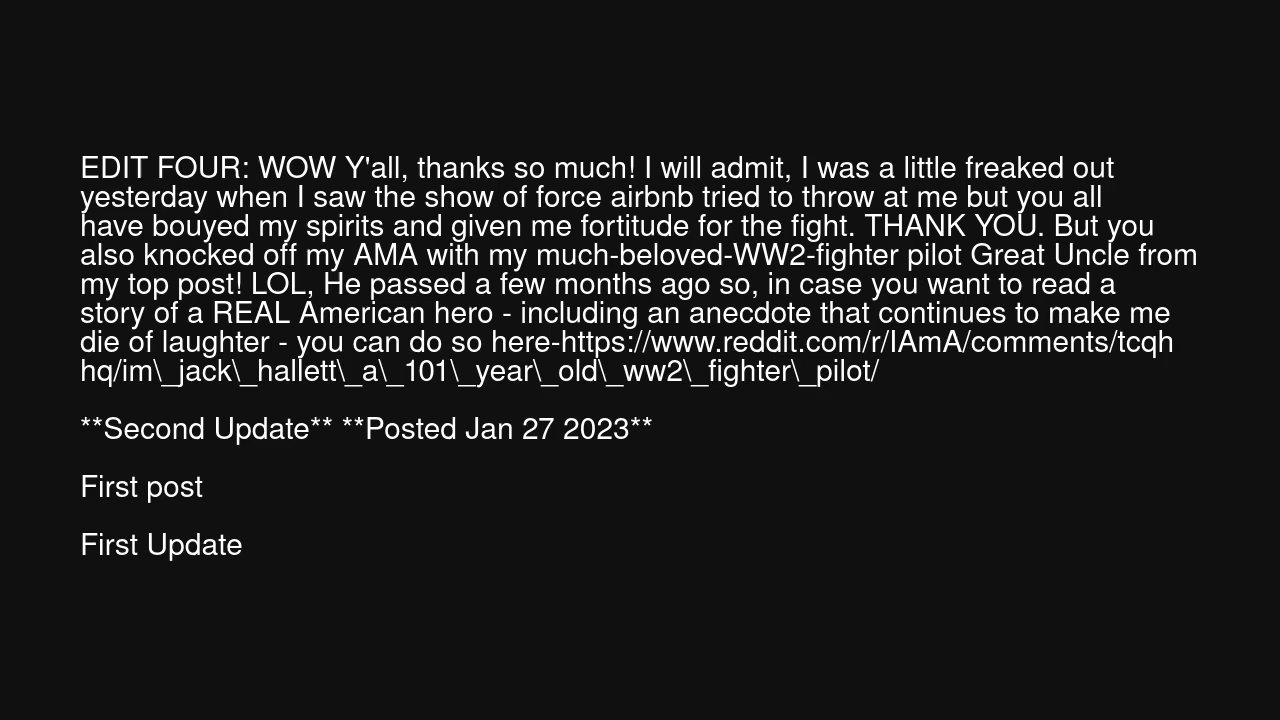 EDIT FOUR: WOW Y'all, thanks so much! I will admit, I was a little freaked out
yesterday when I saw the show of force airbnb tried to throw at me but you all
have bouyed my spirits and given me fortitude for the fight. THANK YOU. But you
also knocked off my AMA with my much-beloved-WW2-fighter pilot Great Uncle from
my top post! LOL, He passed a few months ago so, in case you want to read a
story of a REAL American hero - including an anecdote that continues to make me
die of laughter - you can do so here-https://www.reddit.com/r/IAmA/comments/tcqh
hq/im\_jack\_hallett\_a\_101\_year\_old\_ww2\_fighter\_pilot/
**Second Update** **Posted Jan 27 2023**
First post
First Update